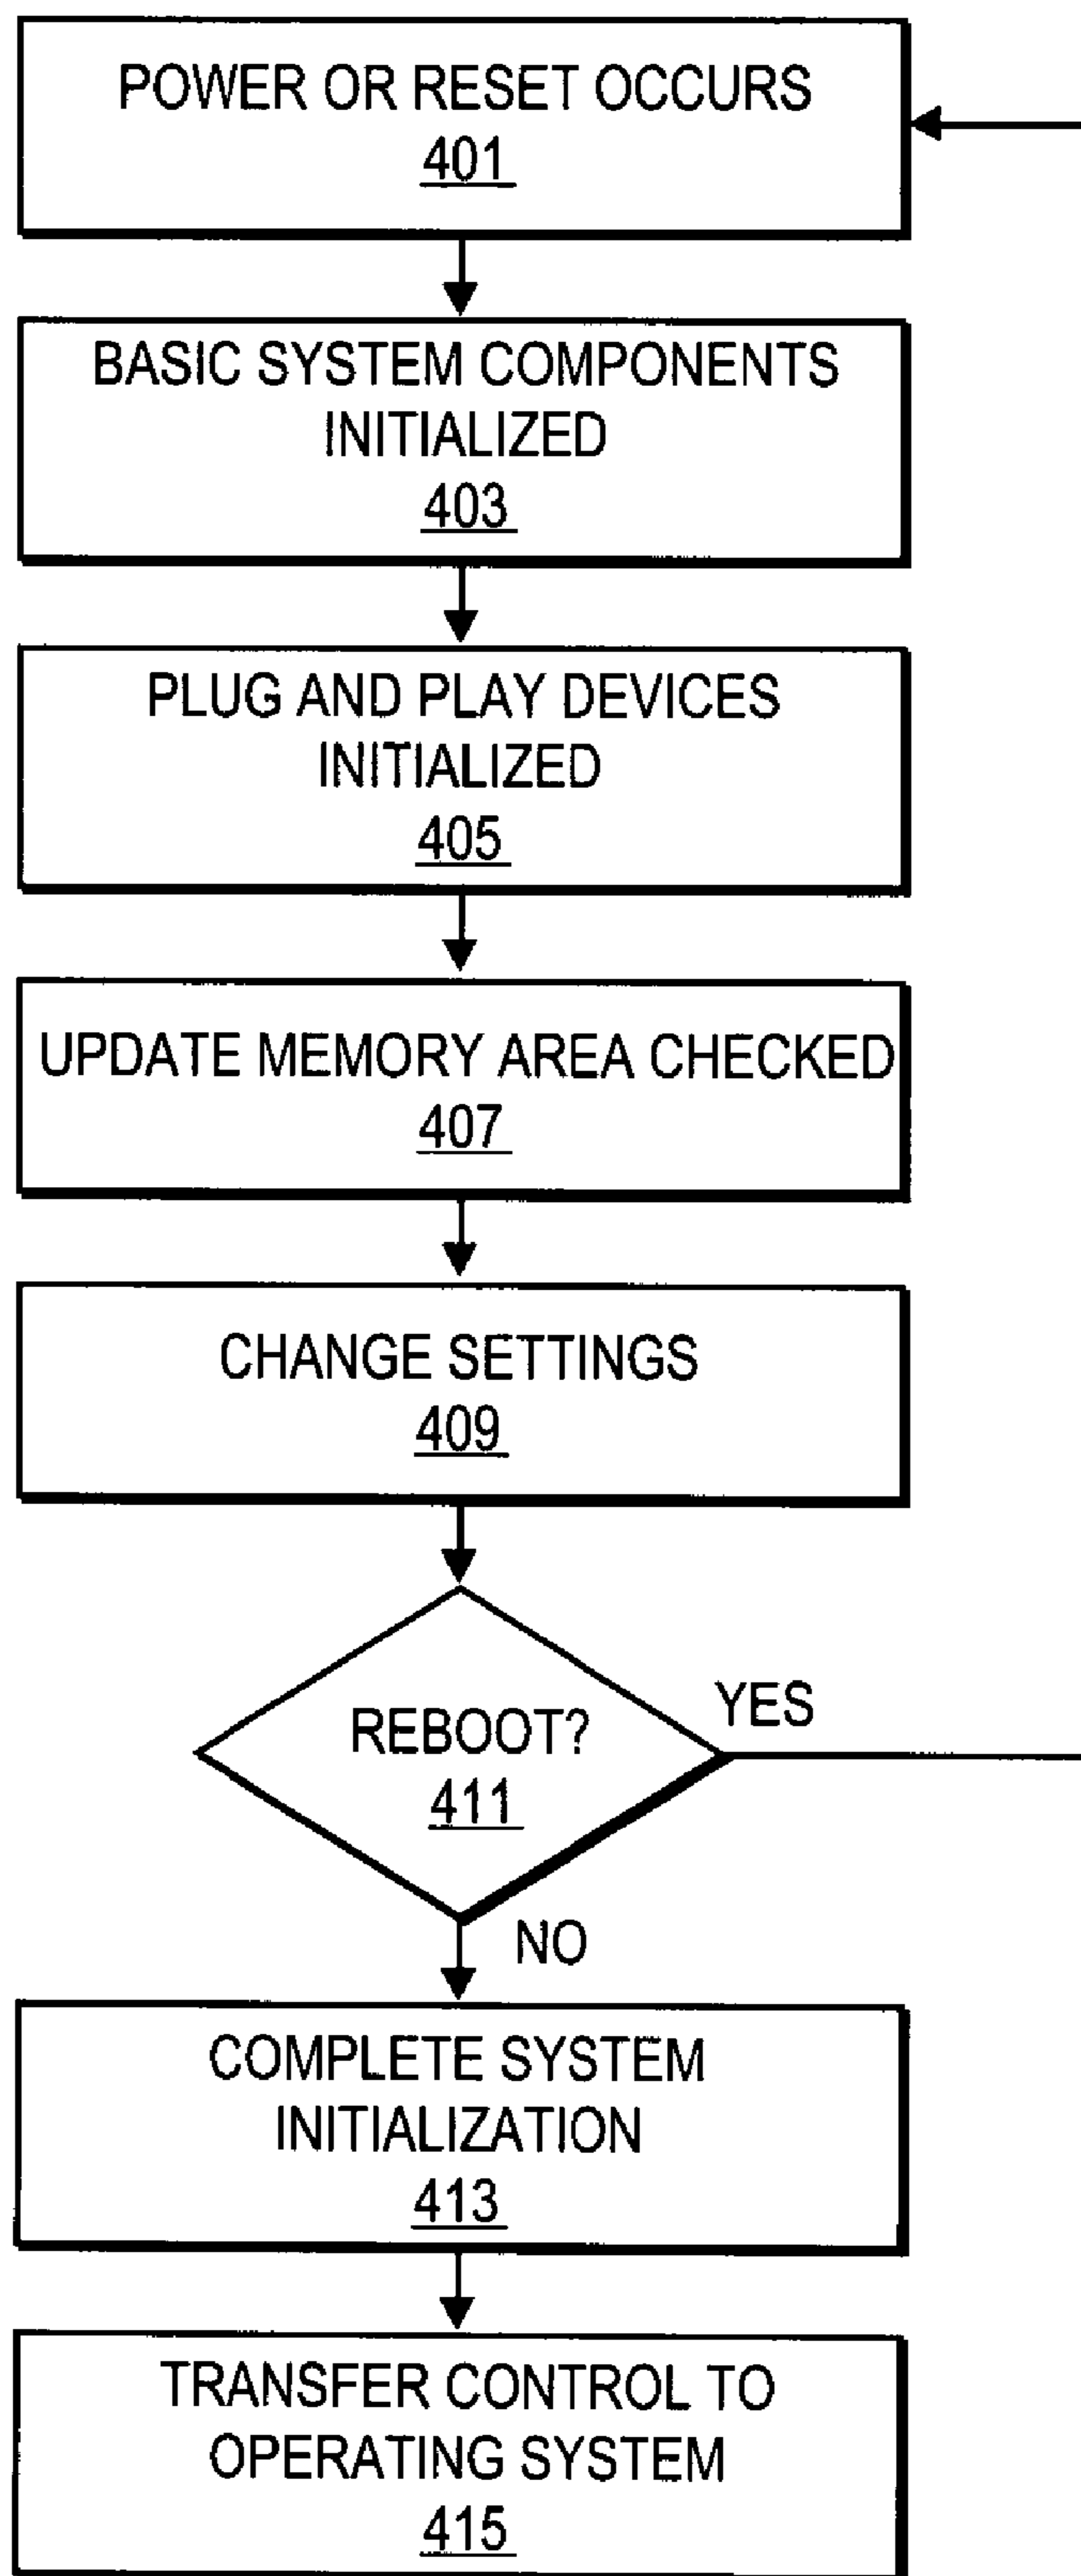 POWER OR RESET OCCURS
401
BASIC SYSTEM COMPONENTS
INITIALIZED
403
PLUG AND PLAY DEVICES
INITIALIZED
405
UPDATE MEMORY AREA CHECKED
407
CHANGE SETTINGS
409
REBOOT?
411
YES
NO
COMPLETE SYSTEM
INITIALIZATION
413
TRANSFER CONTROL TO
OPERATING SYSTEM
415